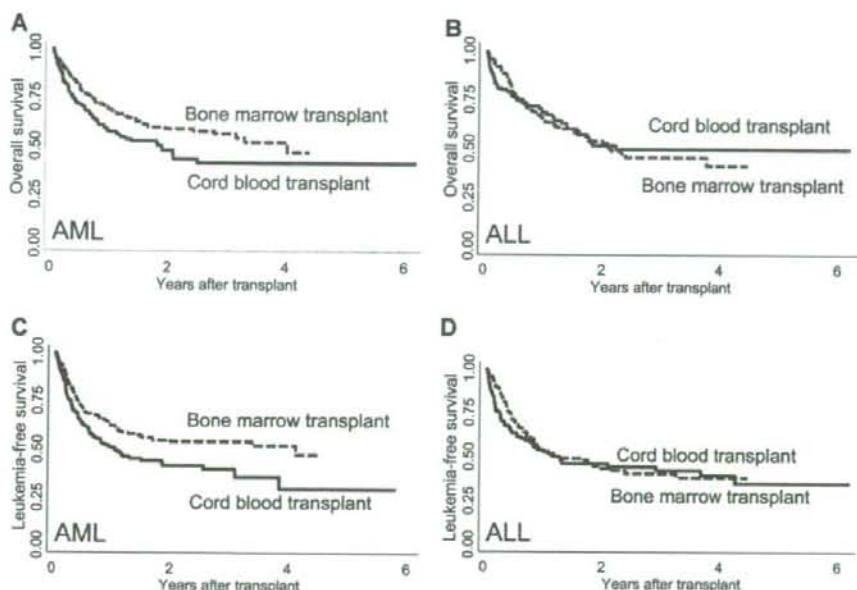 A
Overall survival
1.00
0.75
0.50
0.25
0.00
Bone marrow transplant
Cord blood transplant
AML
2
4
6
Years after transplant
B
Overall survival
1.00
0.75
0.50
0.25
0.00
Cord blood transplant
Bone marrow transplant
ALL
0
2
4
6
Years after transplant
C
Leukemia-free survival
1.00
0.75
0.50
0.25
0.00
Bone marrow transplant
Cord blood transplant
AML
2
4
6
Years after transplant
D
Leukemia-free survival
1.00
0.75
0.50
0.25
0.00
Cord blood transplant
Bone marrow transplant
ALL
0
2
4
6
Years after transplant